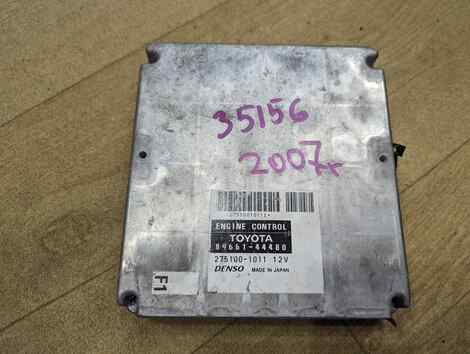 35156
2007г
ENGINE CONTROL
TOYOTA
89661-44480
275100-1011 12V
DENSO MADE IN JAPAN
F1